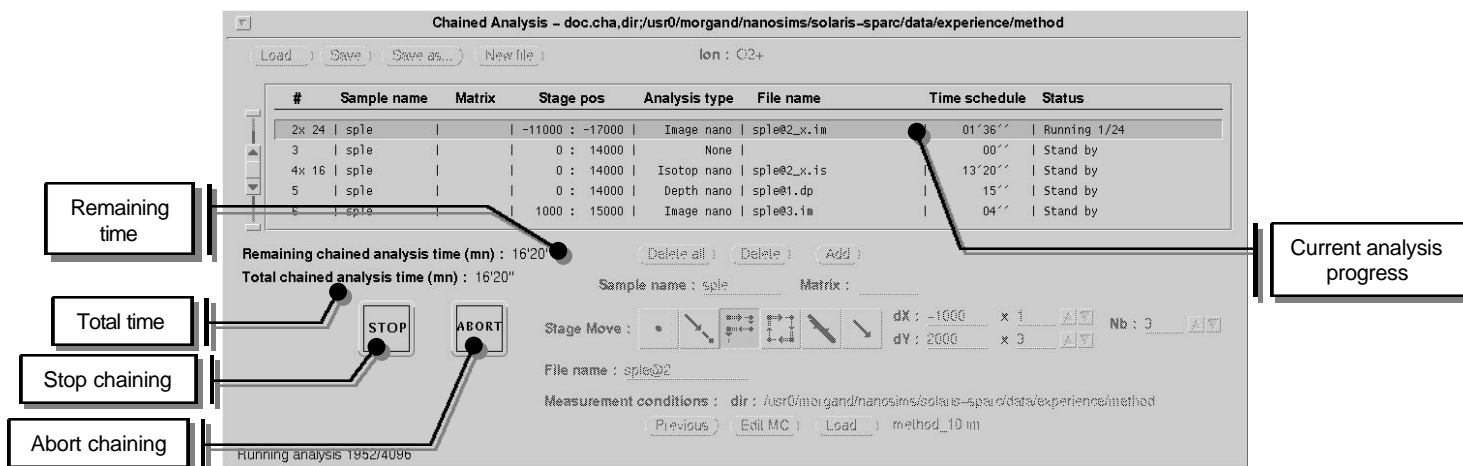 Chained Analysis – doc.cha,dir;/usr0/morgand/nanosims/solaris–sparc/data/experience/method
Load Save Save as... New file Ion : O2+
# Sample name Matrix Stage pos Analysis type File name Time schedule Status
2x 24 | sple | | -11000 : -17000 | Image nano | sple@2_x.im | 01'36'' | Running 1/24
3 | sple | | 0 : 14000 | None | | 00'' | Stand by
4x 16 | sple | | 0 : 14000 | Isotop nano | sple@2_x.is | 13'20'' | Stand by
5 | sple | | 0 : 14000 | Depth nano | sple@1.dp | 15'' | Stand by
6 | sple | | 1000 : 15000 | Image nano | sple@3.im | 04'' | Stand by
Remaining
time
Current analysis
progress
Remaining chained analysis time (mn) : 16'20"
Delete all Delete Add
Total chained analysis time (mn) : 16'20"
Sample name : sple Matrix :
Total time
STOP
ABORT
Stage Move :
dX : -1000 x 1
dY : 2000 x 3
Nb : 3
Stop chaining
File name : sple@2
Measurement conditions : dir : /usr0/morgand/nanosims/solaris–sparc/data/experience/method
Previous Edit MC Load method_10.im
Abort chaining
Running analysis 1952/4096